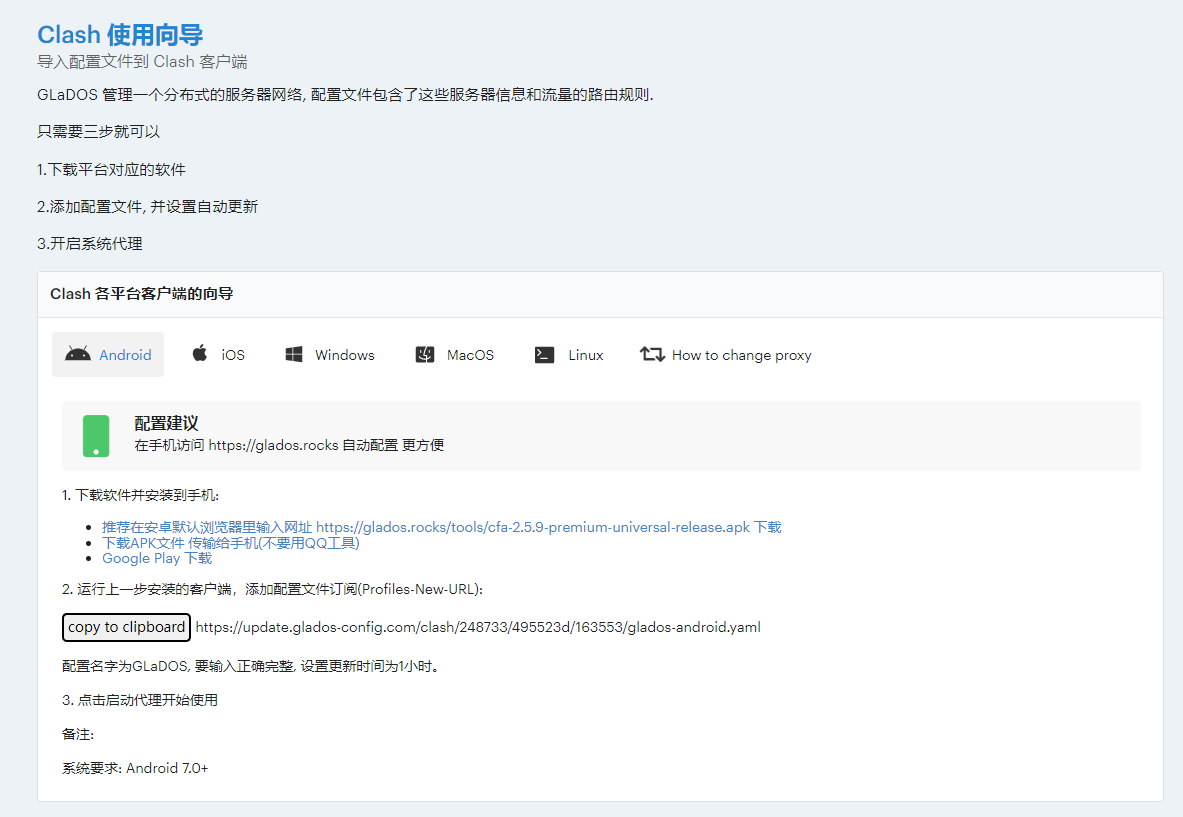 Clash 使用向导
导入配置文件到 Clash 客户端
GLaDOS 管理一个分布式的服务器网络, 配置文件包含了这些服务器信息和流量的路由规则.
只需要三步就可以
1.下载平台对应的软件
2.添加配置文件, 并设置自动更新
3.开启系统代理
Clash 各平台客户端的向导
Android iOS Windows MacOS Linux How to change proxy
配置建议
在手机访问 https://glados.rocks 自动配置 更方便
1. 下载软件并安装到手机:
推荐在安卓默认浏览器里输入网址 https://glados.rocks/tools/cfa-2.5.9-premium-universal-release.apk 下载
下载APK文件 传输给手机(不要用QQ工具)
Google Play 下载
2. 运行上一步安装的客户端，添加配置文件订阅(Profiles-New-URL):
copy to clipboard https://update.glados-config.com/clash/248733/495523d/163553/glados-android.yaml
配置名字为GLaDOS, 要输入正确完整, 设置更新时间为1小时。
3. 点击启动代理开始使用
备注:
系统要求: Android 7.0+